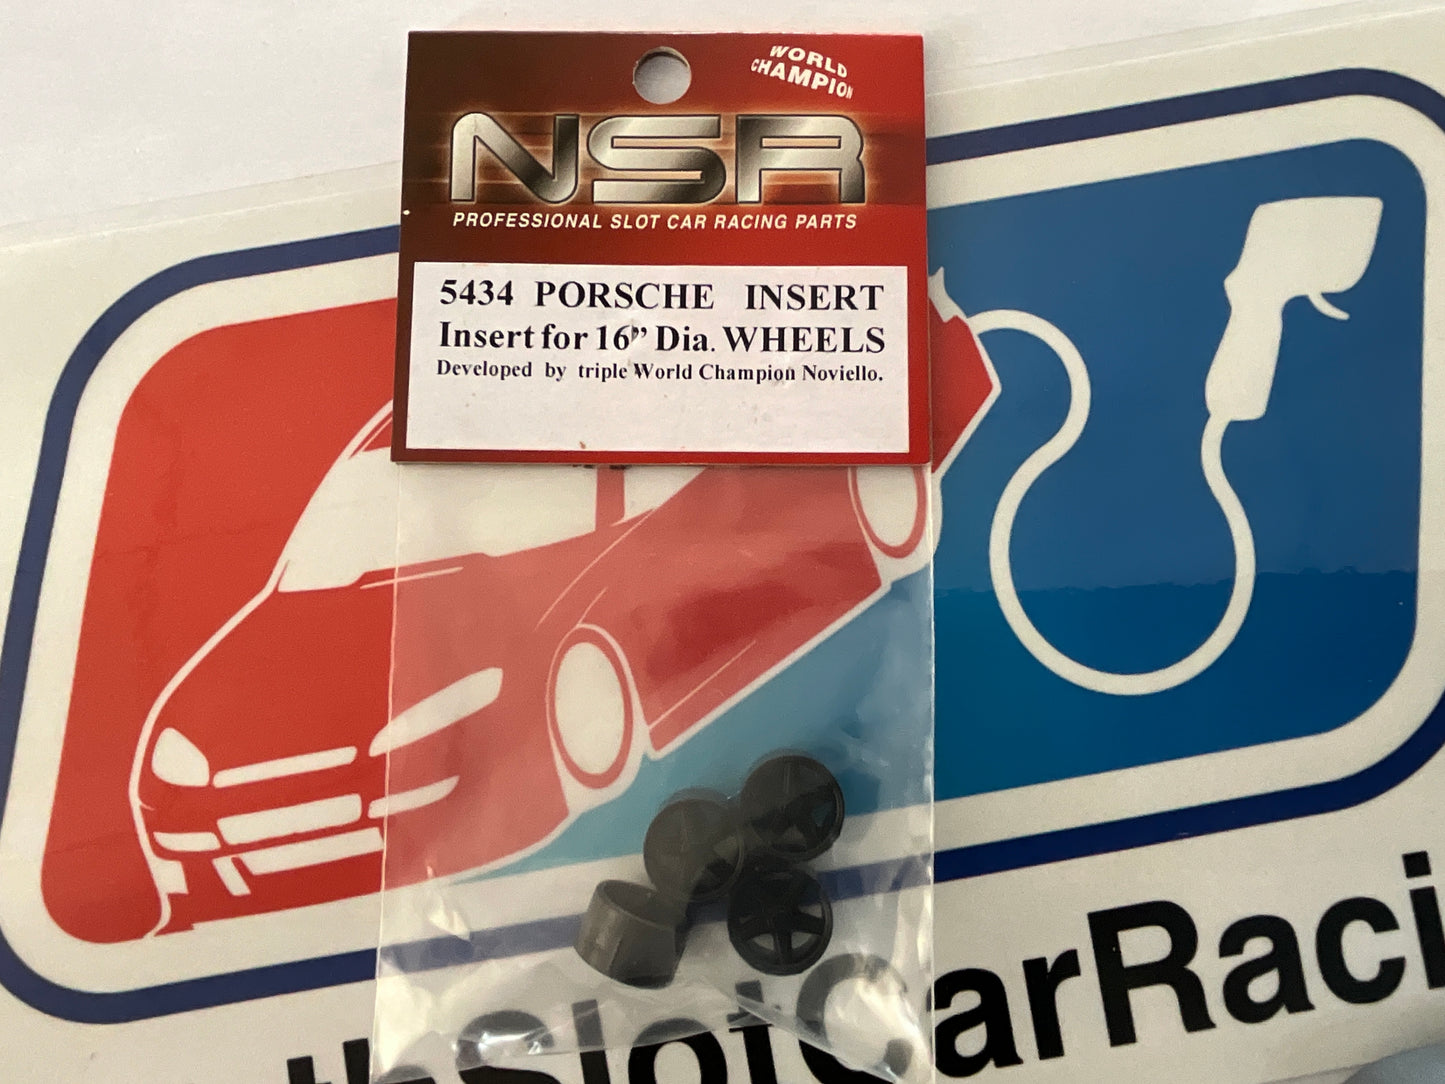 WORLD
CHAMPION
NSR
PROFESSIONAL SLOT CAR RACING PARTS
5434 PORSCHE INSERT
Insert for 16” Dia. WHEELS
Developed by triple World Champion Noviello.
SlotCarRaci